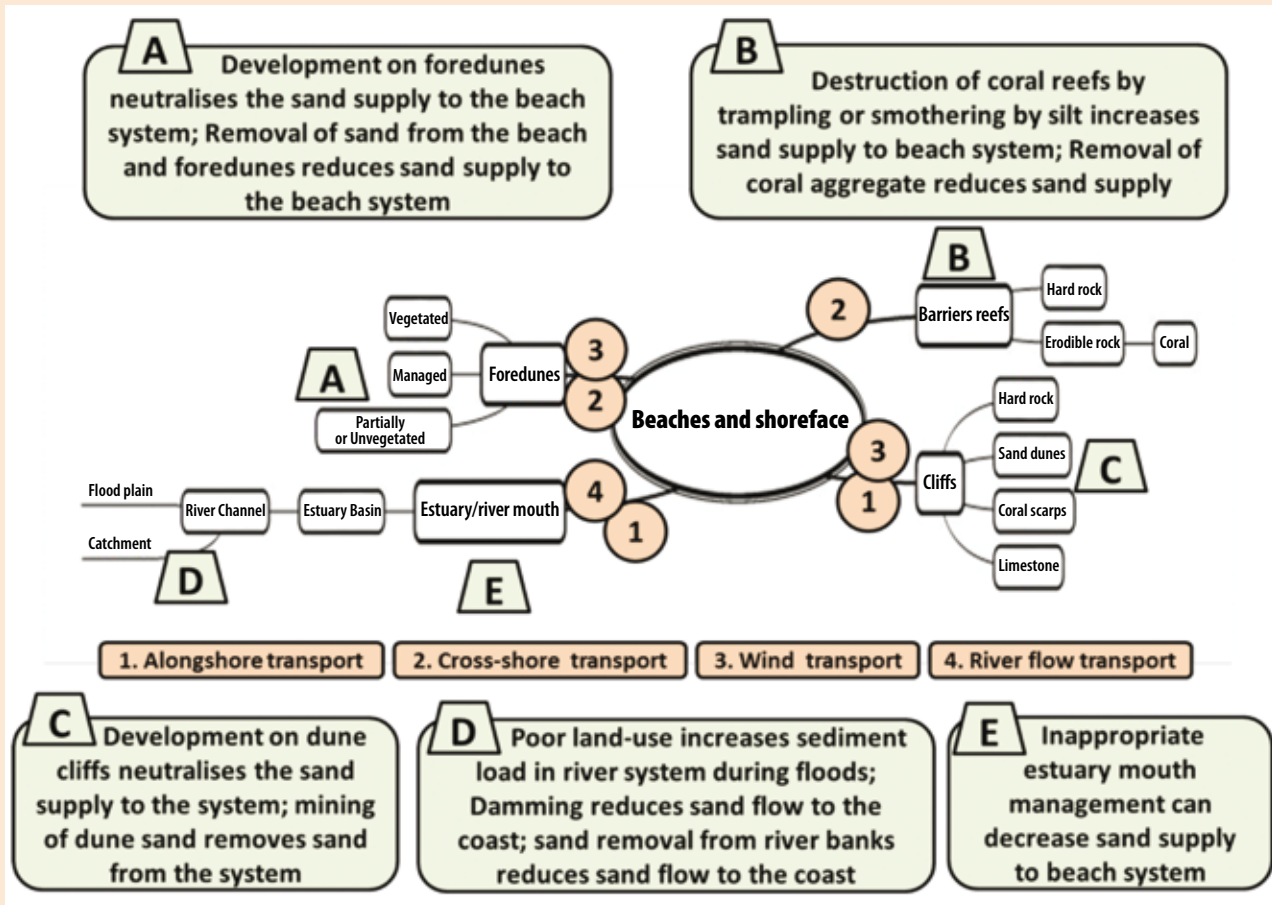 A
Development on foredunes
neutralises the sand supply to the beach
system; Removal of sand from the beach
and foredunes reduces sand supply to
the beach system
B
Destruction of coral reefs by
trampling or smothering by silt increases
sand supply to beach system; Removal of
coral aggregate reduces sand supply
B
Hard rock
2
Barriers reefs
Erodible rock
Coral
Vegetated
3
A
Managed
Foredunes
2
Partially
or Unvegetated
Beaches and shoreface
Hard rock
3
Sand dunes
C
Cliffs
1
Coral scarps
Limestone
Flood plain
River Channel
Estuary Basin
Estuary/river mouth
4
1
Catchment
D
E
1. Alongshore transport
2. Cross-shore transport
3. Wind transport
4. River flow transport
C
Development on dune
cliffs neutralises the sand
supply to the system; mining
of dune sand removes sand
from the system
D
Poor land-use increases sediment
load in river system during floods;
Damming reduces sand flow to the
coast; sand removal from river banks
reduces sand flow to the coast
E
Inappropriate
estuary mouth
management can
decrease sand supply
to beach system